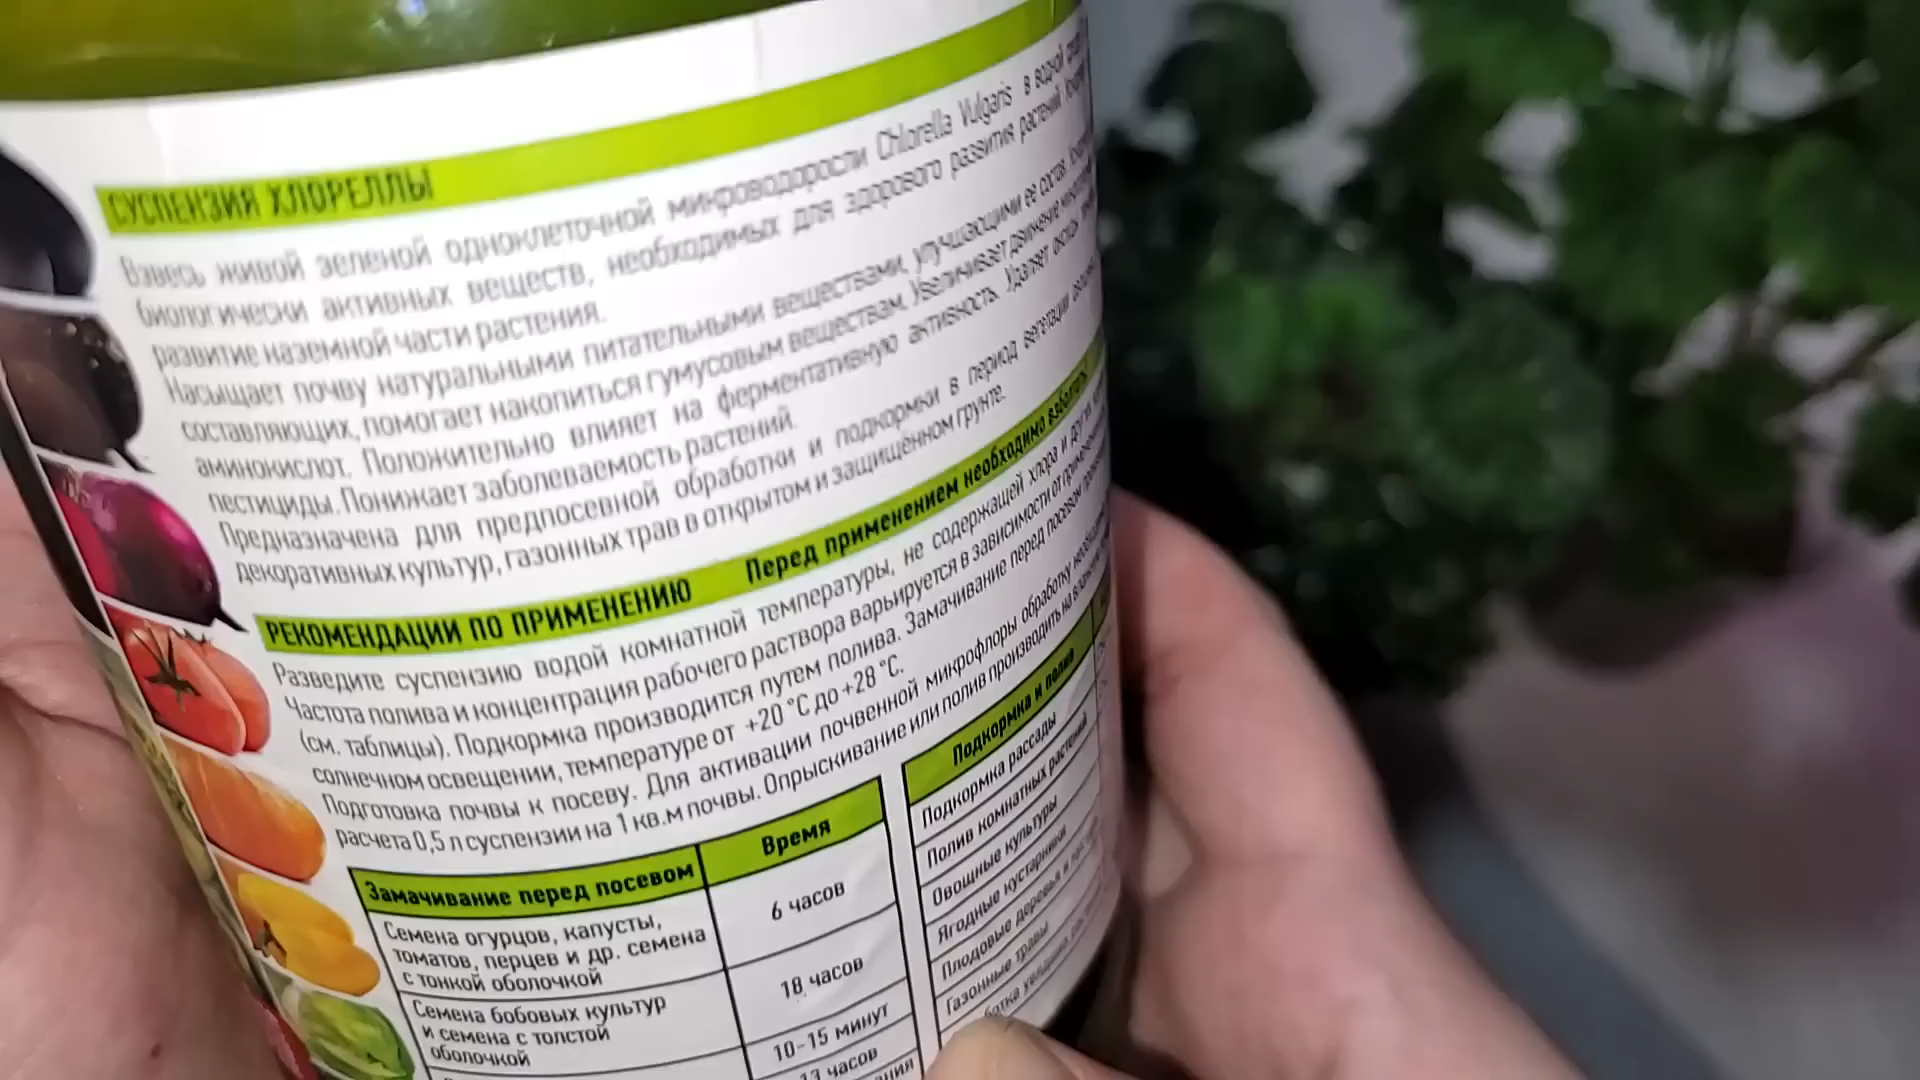 СУСПЕНЗИЯ ХЛОРЕЛЛЫ
Взвесь живой зеленой одноклеточной микроводоросли Chlorella Vulgaris в водной
биологически активных веществ, необходимых для здорового развития растений.
развитие наземной части растения.
Насыщает почву натуральными питательными веществами, улучшающими ее состав.
составляющих, помогает накопиться гумусовым веществам. Увеличивает движение
аминокислот. Положительно влияет на ферментативную активность. Удаляет
пестициды. Понижает заболеваемость растений.
Предназначена для предпосевной обработки и подкормки в период вегетации
декоративных культур, газонных трав в открытом и защищённом грунте.
РЕКОМЕНДАЦИИ ПО ПРИМЕНЕНИЮ Перед применением необходимо взболтать
Разведите суспензию водой комнатной температуры, не содержащей хлора и других
Частота полива и концентрация рабочего раствора варьируется в зависимости от
(см. таблицы). Подкормка производится путем полива. Замачивание перед посевом
солнечном освещении, температуре от +20 °C до +28 °C.
Подготовка почвы к посеву. Для активации почвенной микрофлоры обработку
расчета 0,5 л суспензии на 1 кв.м почвы. Опрыскивание или полив производить на
Замачивание перед посевом
Время
Семена огурцов, капусты,
томатов, перцев и др. семена
с тонкой оболочкой
6 часов
Семена бобовых культур
и семена с толстой
оболочкой
18 часов
10-15 минут
часов
Подкормка и полив
Подкормка рассады
Полив комнатных растений
Овощные культуры
Ягодные кустарники
Плодовые деревья и
Газонные травы